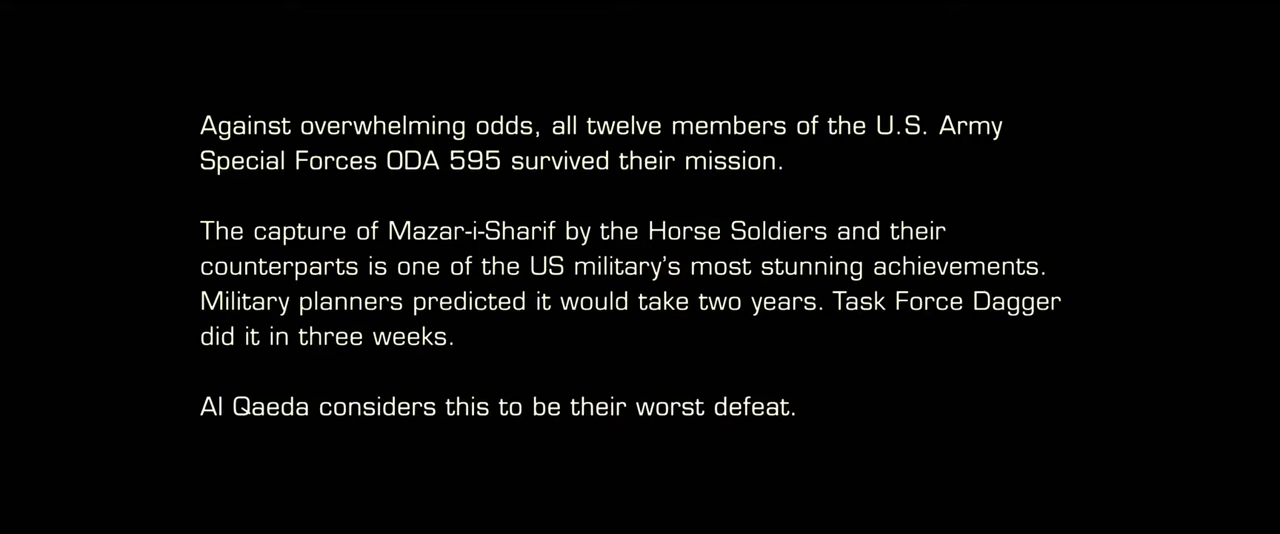 Against overwhelming odds, all twelve members of the U.S. Army
Special Forces ODA 595 survived their mission.
The capture of Mazar-i-Sharif by the Horse Soldiers and their
counterparts is one of the US military's most stunning achievements.
Military planners predicted it would take two years. Task Force Dagger
did it in three weeks.
Al Qaeda considers this to be their worst defeat.